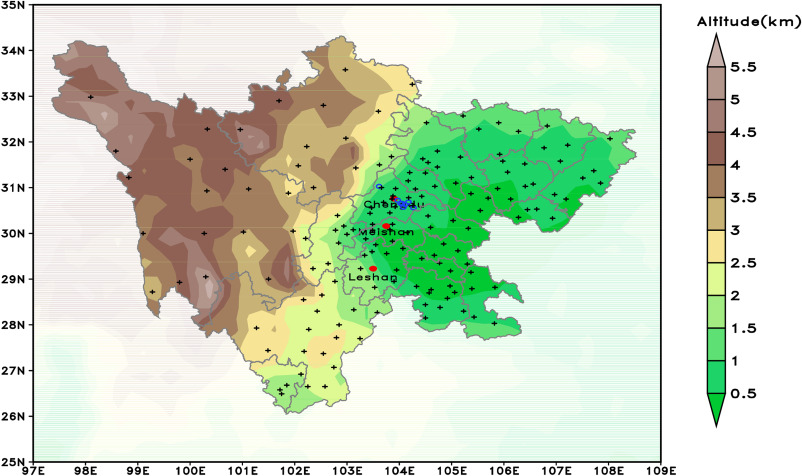 35N
Altitude(km)
34N
5.5
33N
5
4.5
32N
4
31N
3.5
Meishan
30N
3
2.5
29N
Leshan
2
28N
1.5
27N
1
0.5
26N
25N
97E 98E 99E 100E 101E 102E 103E 104E 105E 106E 107E 108E 109E